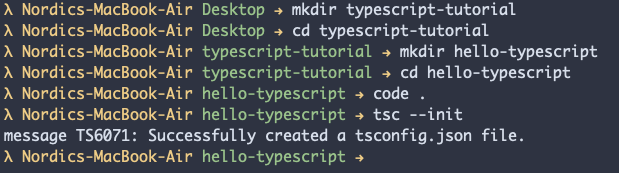 λ Nordics-MacBook-Air Desktop → mkdir typescript-tutorial
λ Nordics-MacBook-Air Desktop → cd typescript-tutorial
λ Nordics-MacBook-Air typescript-tutorial → mkdir hello-typescript
λ Nordics-MacBook-Air typescript-tutorial → cd hello-typescript
λ Nordics-MacBook-Air hello-typescript → code .
λ Nordics-MacBook-Air hello-typescript → tsc --init
message TS6071: Successfully created a tsconfig.json file.
λ Nordics-MacBook-Air hello-typescript →